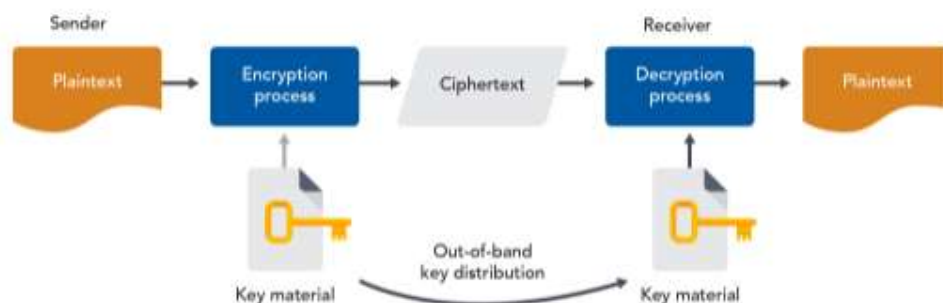 Sender
Receiver
Plaintext
Encryption
process
Ciphertext
Decryption
process
Plaintext
Out-of-band
key distribution
Key material
Key material